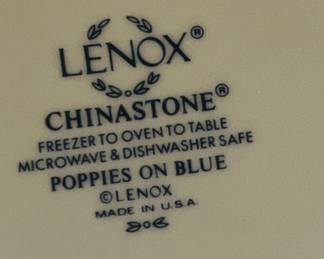 LENOX®
CHINASTONE®
FREEZER TO OVEN TO TABLE
MICROWAVE & DISHWASHER SAFE
POPPIES ON BLUE
©LENOX
MADE IN U.S.A.